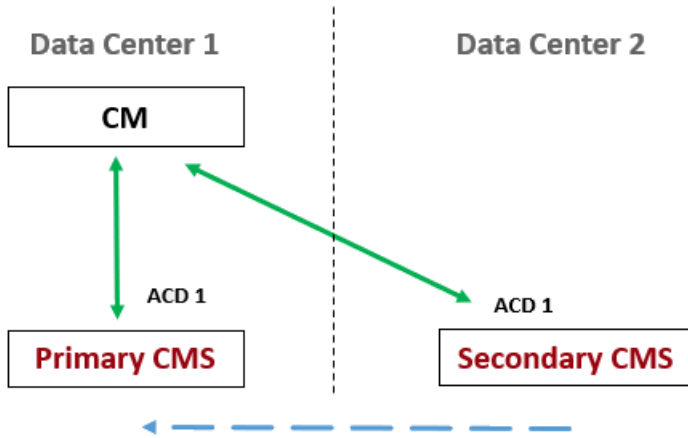 Data Center 1
Data Center 2
CM
ACD 1
ACD 1
Primary CMS
Secondary CMS